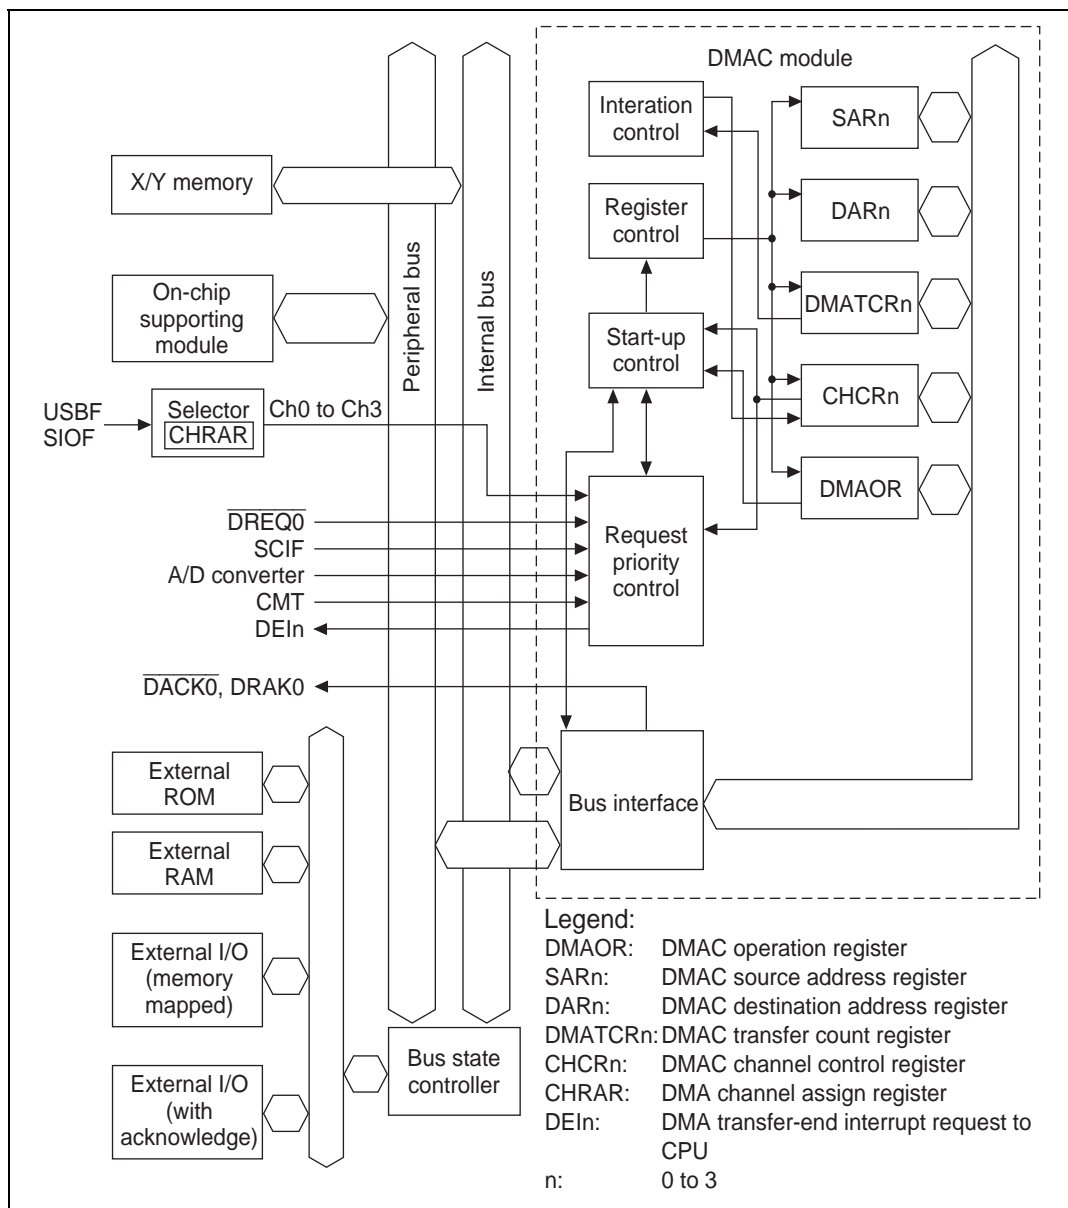 DMAC module
Interation
control
SARn
X/Y memory
Register
control
DARn
On-chip
supporting
module
Peripheral bus
Internal bus
Start-up
control
DMATCRn
CHCRn
USBF
SIOF
Selector
CHRAR
Ch0 to Ch3
DMAOR
DREQ0
SCIF
A/D converter
CMT
DEIn
Request
priority
control
DACK0, DRAK0
External
ROM
Bus interface
External
RAM
External I/O
(memory
mapped)
External I/O
(with
acknowledge)
Bus state
controller
Legend:
DMAOR: DMAC operation register
SARn: DMAC source address register
DARn: DMAC destination address register
DMATCRn: DMAC transfer count register
CHCRn: DMAC channel control register
CHRAR: DMA channel assign register
DEIn: DMA transfer-end interrupt request to
CPU
n: 0 to 3